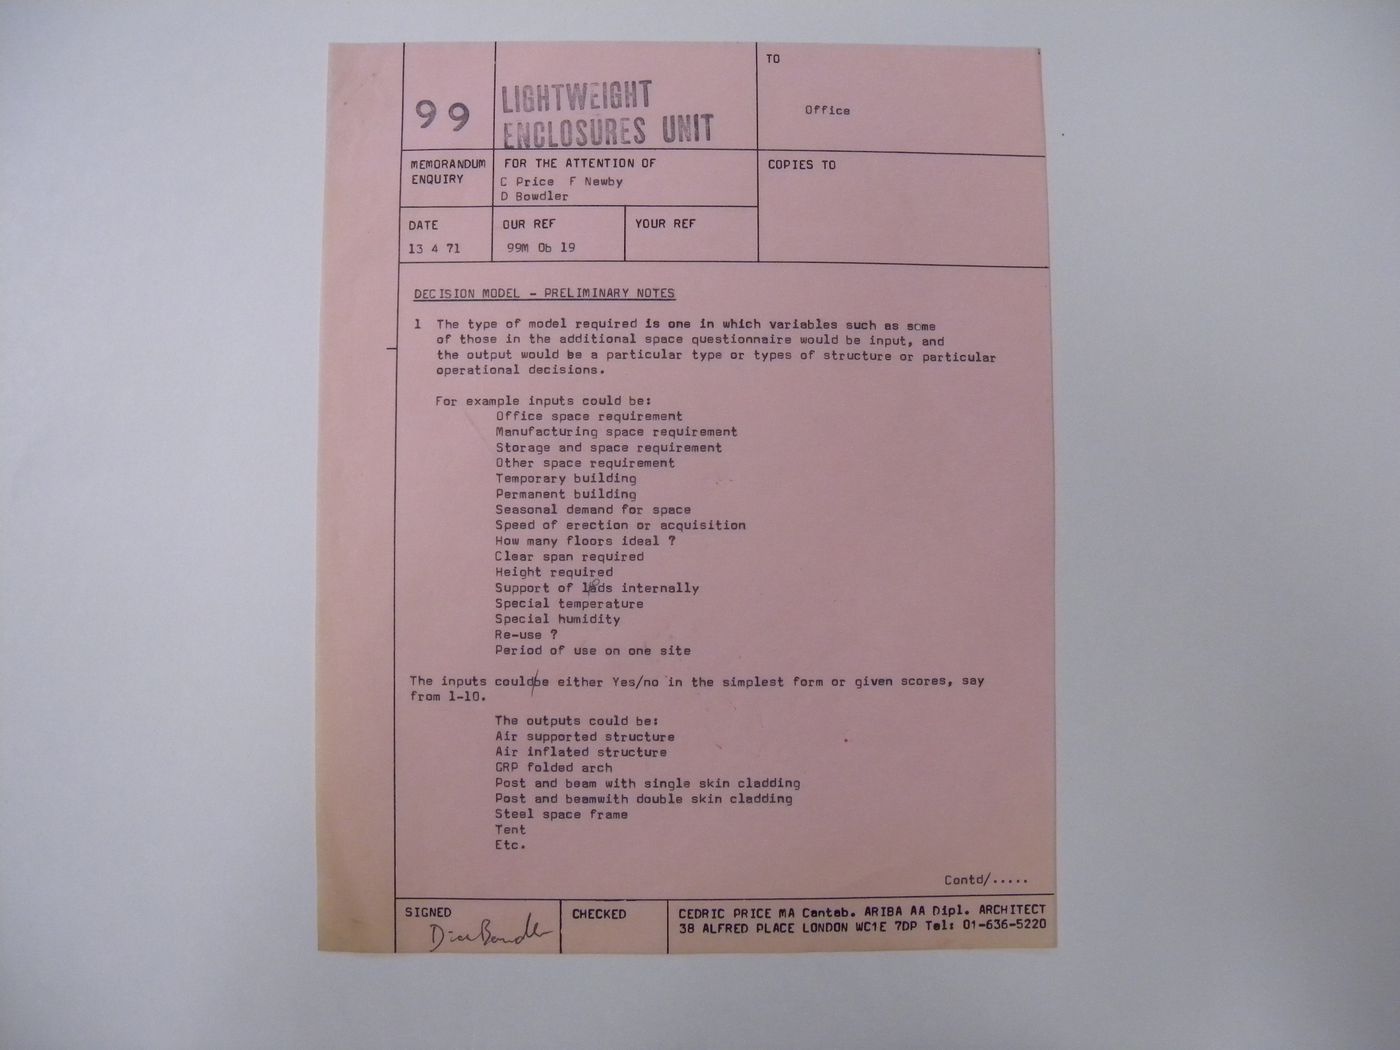 99
LIGHTWEIGHT
ENCLOSURES UNIT
TO
Office
MEMORANDUM
ENQUIRY
FOR THE ATTENTION OF
C Price F Newby
D Bowdler
COPIES TO
DATE
13 4 71
OUR REF
99M Ob 19
YOUR REF
DECISION MODEL - PRELIMINARY NOTES
1 The type of model required is one in which variables such as some
of those in the additional space questionnaire would be input, and
the output would be a particular type or types of structure or particular
operational decisions.
For example inputs could be:
Office space requirement
Manufacturing space requirement
Storage and space requirement
Other space requirement
Temporary building
Permanent building
Seasonal demand for space
Speed of erection or acquisition
How many floors ideal ?
Clear span required
Height required
Support of loads internally
Special temperature
Special humidity
Re-use ?
Period of use on one site
The inputs could/be either Yes/no in the simplest form or given scores, say
from 1-10.
The outputs could be:
Air supported structure
Air inflated structure
GRP folded arch
Post and beam with single skin cladding
Post and beamwith double skin cladding
Steel space frame
Tent
Etc.
Contd/.....
SIGNED
Bowdler
CHECKED
CEDRIC PRICE MA Cantab. ARIBA AA Dipl. ARCHITECT
38 ALFRED PLACE LONDON WC1E 7DP Tel: 01-636-5220